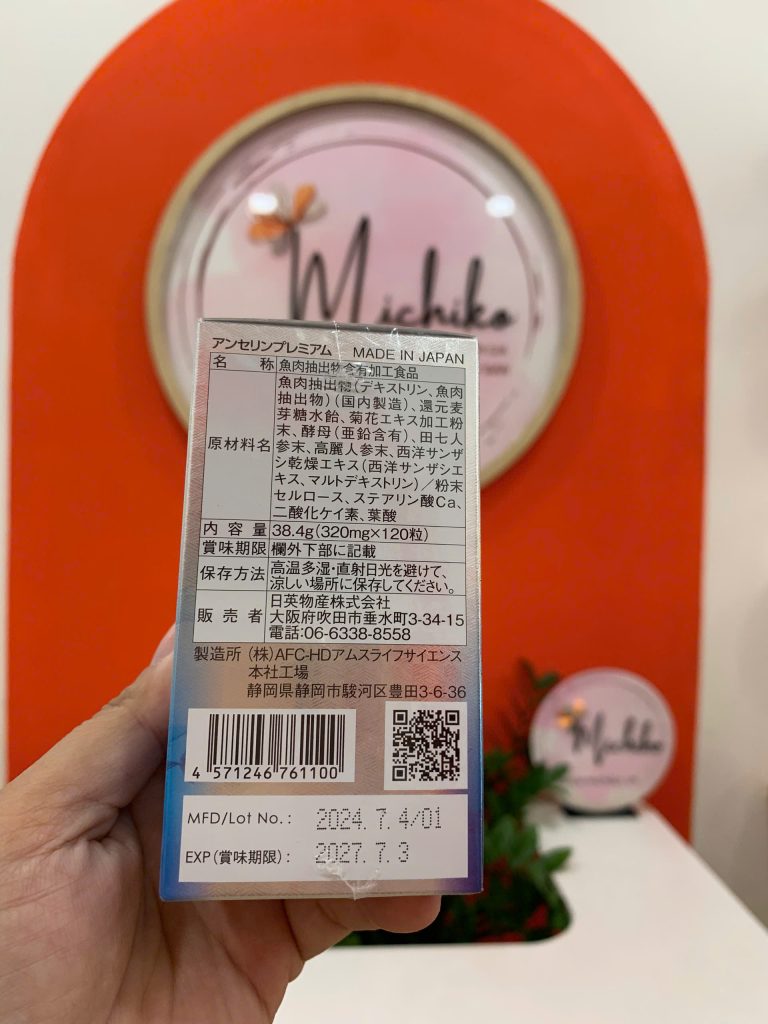 Michiko
アンセリンプレミアム MADE IN JAPAN
名 称 魚肉抽出物含有加工食品
原材料名 魚肉抽出物(デキストリン、魚肉
抽出物)(国内製造)、還元麦
芽糖水飴、菊花エキス加工粉
末、酵母(亜鉛含有)、田七人
参末、高麗人参末、西洋サンザ
シ乾燥エキス(西洋サンザシエ
キス、マルトデキストリン)/粉末
セルロース、ステアリン酸Ca、
二酸化ケイ素、葉酸
内 容 量 38.4g(320mg×120粒)
賞味期限 欄外下部に記載
保存方法 高温多湿・直射日光を避けて、
涼しい場所に保存してください。
販 売 者 日英物産株式会社
大阪府吹田市垂水町3-34-15
電話:06-6338-8558
製造所 (株)AFC-HDアムスライフサイエンス
本社工場
静岡県静岡市駿河区豊田3-6-36
4 571246 761100
MFD/Lot No.: 2024. 7. 4/01
EXP(賞味期限): 2027. 7. 3
Michiko